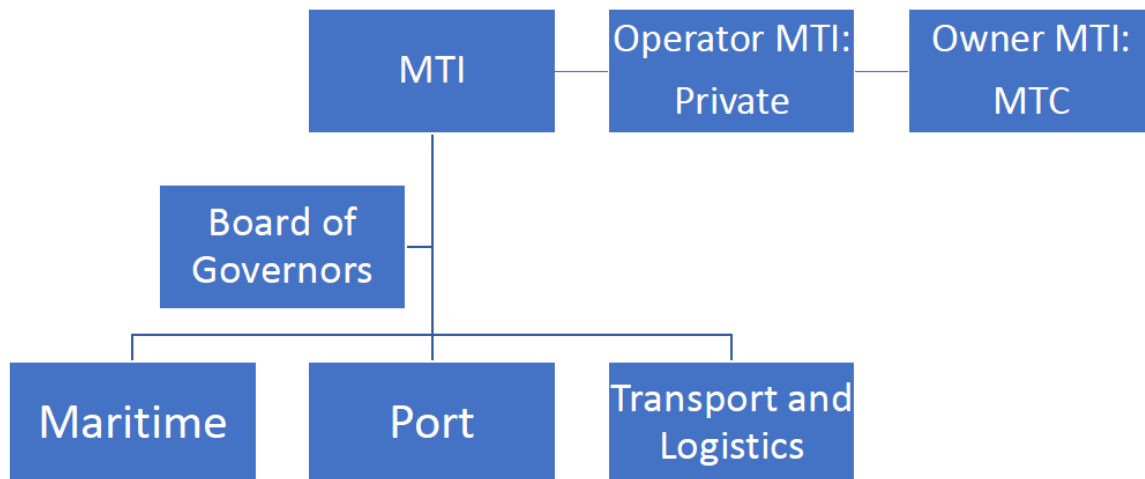 MTI
Operator MTI:
Private
Owner MTI:
MTC
Board of
Governors
Maritime
Port
Transport and
Logistics